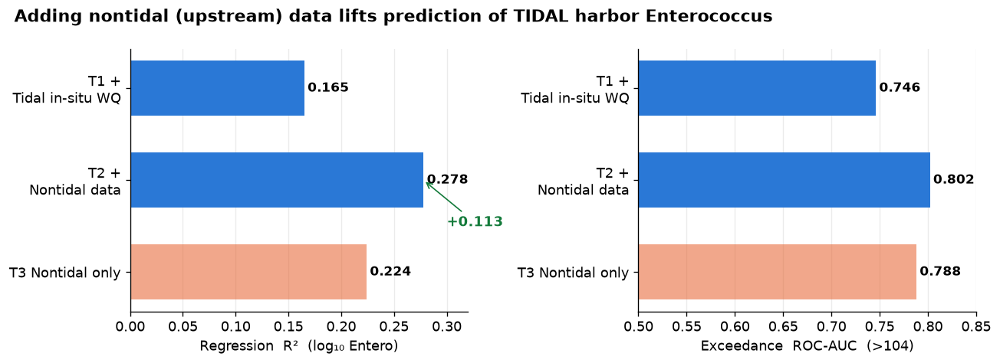 Adding nontidal (upstream) data lifts prediction of TIDAL harbor Enterococcus
T1 +
Tidal in-situ WQ
0.165
T2 +
Nontidal data
0.278
+0.113
T3 Nontidal only
0.224
0.00 0.05 0.10 0.15 0.20 0.25 0.30
Regression R² (log₁₀ Entero)
T1 +
Tidal in-situ WQ
0.746
T2 +
Nontidal data
0.802
T3 Nontidal only
0.788
0.50 0.55 0.60 0.65 0.70 0.75 0.80 0.85
Exceedance ROC-AUC (>104)